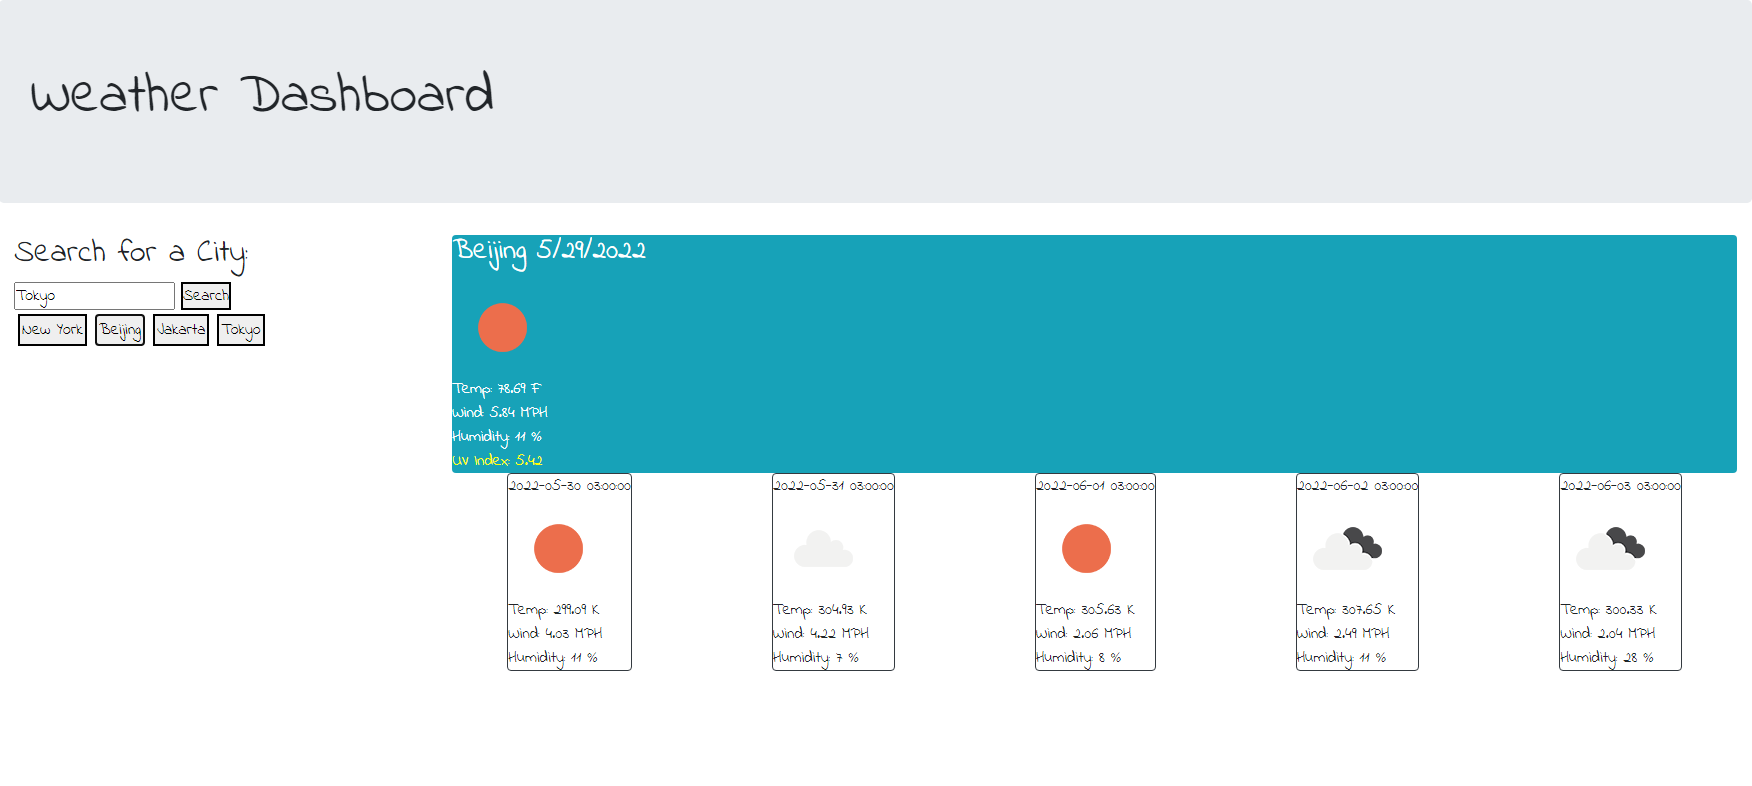 Weather Dashboard
Search for a City:
Tokyo Search
New York Beijing Jakarta Tokyo
Beijing 5/29/2022
Temp: 78.69 F
Wind: 5.84 MPH
Humidity: 11 %
UV Index: 5.42
2022-05-30 03:00:00
Temp: 299.09 K
Wind: 4.03 MPH
Humidity: 11 %
2022-05-31 03:00:00
Temp: 304.93 K
Wind: 4.22 MPH
Humidity: 7 %
2022-06-01 03:00:00
Temp: 305.63 K
Wind: 2.06 MPH
Humidity: 8 %
2022-06-02 03:00:00
Temp: 307.65 K
Wind: 2.49 MPH
Humidity: 11 %
2022-06-03 03:00:00
Temp: 300.33 K
Wind: 2.04 MPH
Humidity: 28 %